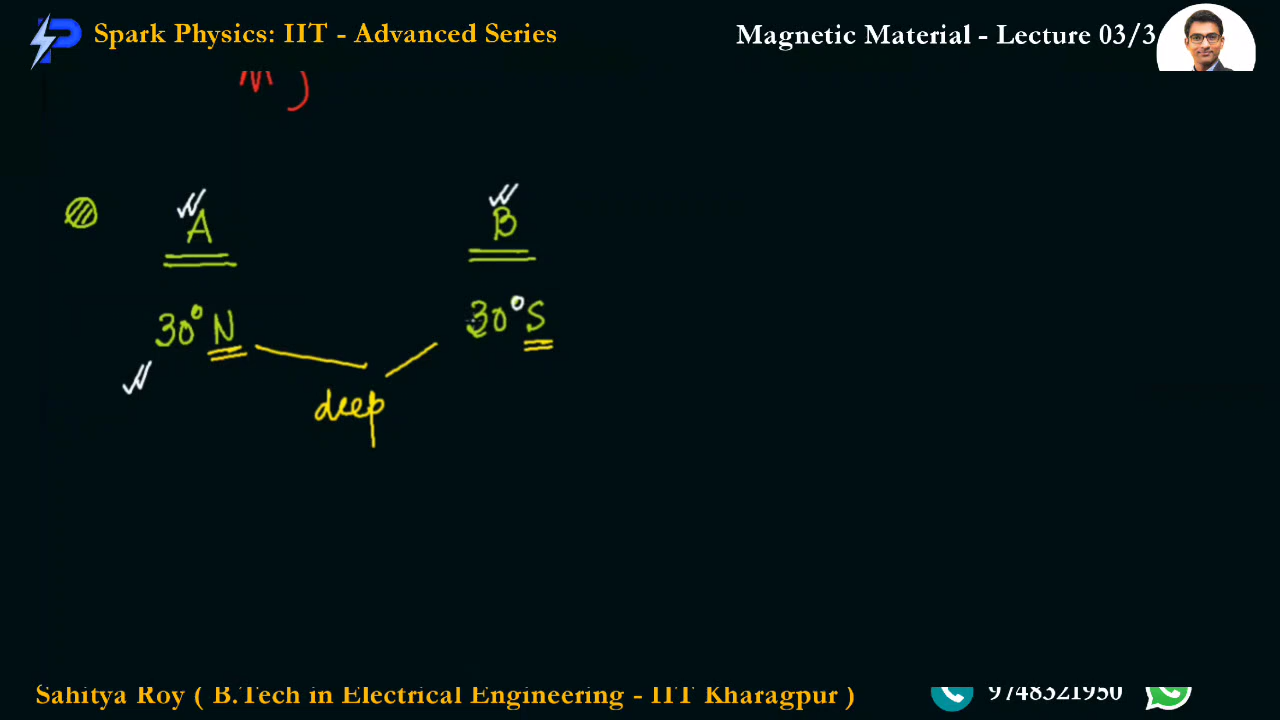 Spark Physics: IIT - Advanced Series
Magnetic Material - Lecture 03/3
A B
30° N 30° S
deep
Sahitya Roy ( B.Tech in Electrical Engineering - IIT Kharagpur )
9748321950